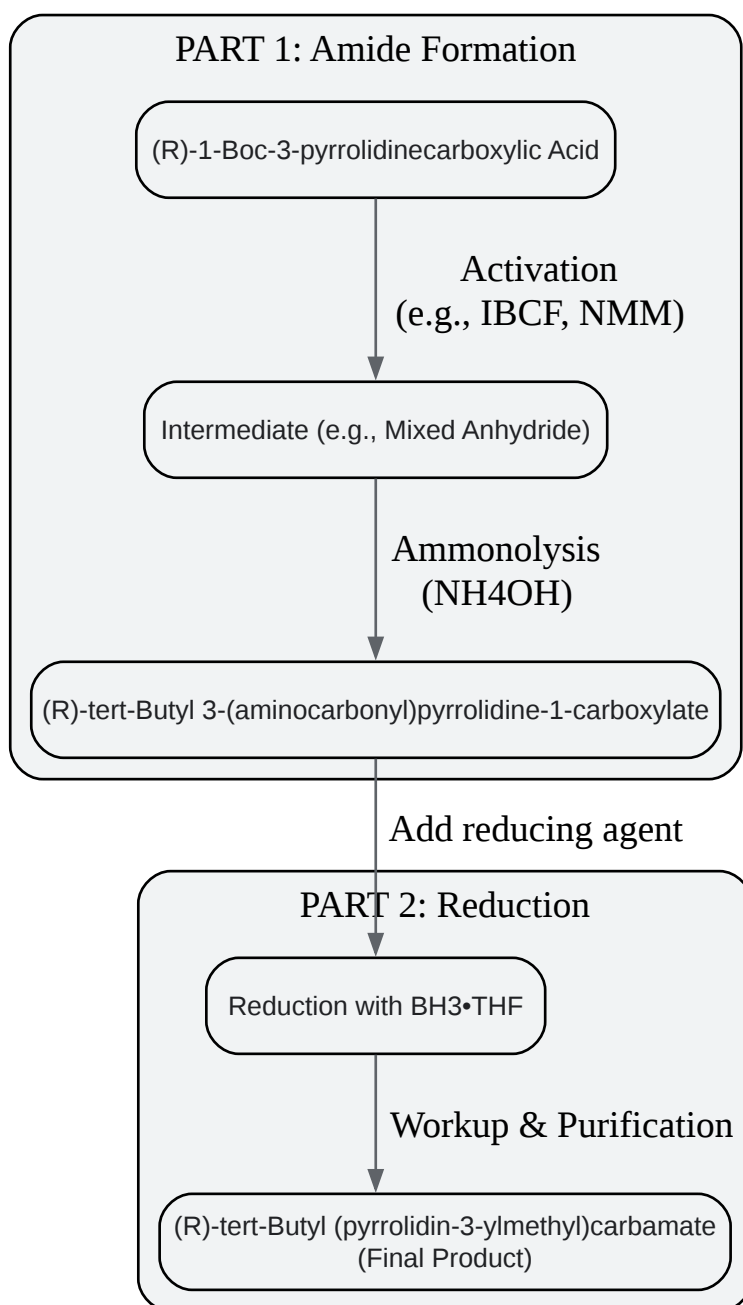 PART 1: Amide Formation
(R)-1-Boc-3-pyrrolidinecarboxylic Acid
Activation
(e.g., IBCF, NMM)
Intermediate (e.g., Mixed Anhydride)
Ammonolysis
(NH4OH)
(R)-tert-Butyl 3-(aminocarbonyl)pyrrolidine-1-carboxylate
Add reducing agent
PART 2: Reduction
Reduction with BH3•THF
Workup & Purification
(R)-tert-Butyl (pyrrolidin-3-ylmethyl)carbamate
(Final Product)